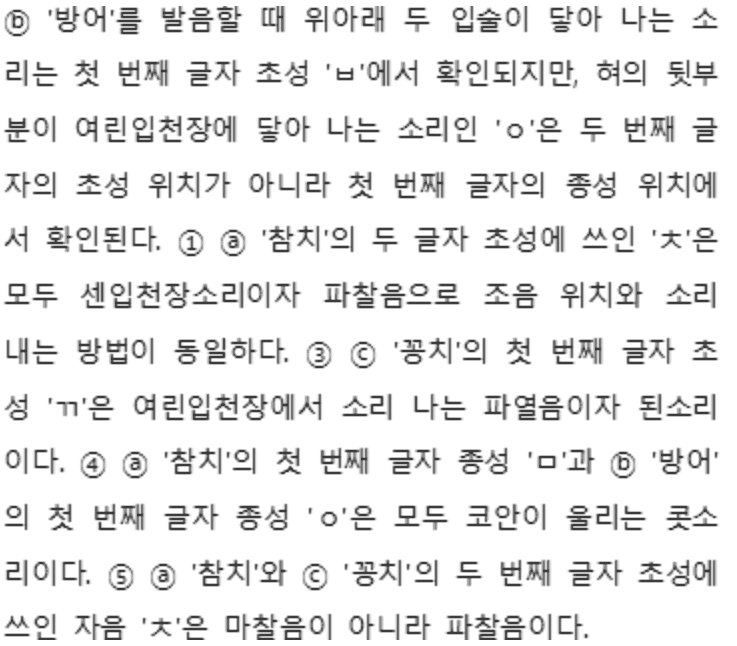 ⓑ '방어'를 발음할 때 위아래 두 입술이 닿아 나는 소
리는 첫 번째 글자 초성 'ㅂ'에서 확인되지만, 혀의 뒷부
분이 여린입천장에 닿아 나는 소리인 'ㅇ'은 두 번째 글
자의 초성 위치가 아니라 첫 번째 글자의 종성 위치에
서 확인된다. ① ⓐ '참치'의 두 글자 초성에 쓰인 'ㅊ'은
모두 센입천장소리이자 파찰음으로 조음 위치와 소리
내는 방법이 동일하다. ③ ⓒ '꽁치'의 첫 번째 글자 초
성 'ㄲ'은 여린입천장에서 소리 나는 파열음이자 된소리
이다. ④ ⓐ '참치'의 첫 번째 글자 종성 'ㅁ'과 ⓑ '방어'
의 첫 번째 글자 종성 'ㅇ'은 모두 코안이 울리는 콧소
리이다. ⑤ ⓐ '참치'와 ⓒ '꽁치'의 두 번째 글자 초성에
쓰인 자음 'ㅊ'은 마찰음이 아니라 파찰음이다.